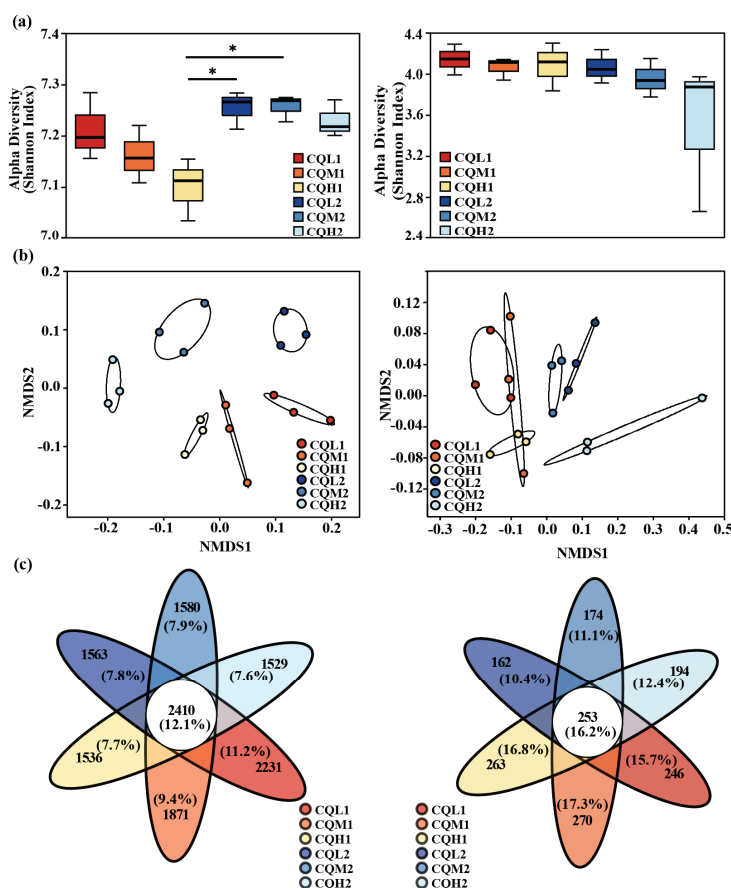 (a)
Alpha Diversity
(Shannon Index)
7.4
7.3
7.2
7.1
7.0
*
*
CQL1
CQM1
CQH1
CQL2
CQM2
CQH2
Alpha Diversity
(Shannon Index)
4.4
4.0
3.6
3.2
2.8
2.4
CQL1
CQM1
CQH1
CQL2
CQM2
CQH2
(b)
NMDS2
0.2
0.1
0.0
-0.1
-0.2
-0.2
-0.1
0.0
0.1
0.2
NMDS1
CQL1
CQM1
CQH1
CQL2
CQM2
CQH2
NMDS2
0.12
0.08
0.04
0.00
-0.04
-0.08
-0.12
-0.3
-0.2
-0.1
0.0
0.1
0.2
0.3
0.4
0.5
NMDS1
CQL1
CQM1
CQH1
CQL2
CQM2
CQH2
(c)
1580
(7.9%)
1563
(7.8%)
1529
(7.6%)
2410
(12.1%)
(7.7%)
1536
(11.2%)
2231
(9.4%)
1871
CQL1
CQM1
CQH1
CQL2
CQM2
CQH2
174
(11.1%)
162
(10.4%)
194
(12.4%)
253
(16.2%)
(16.8%)
263
(15.7%)
246
(17.3%)
270
CQL1
CQM1
CQH1
CQL2
CQM2
CQH2